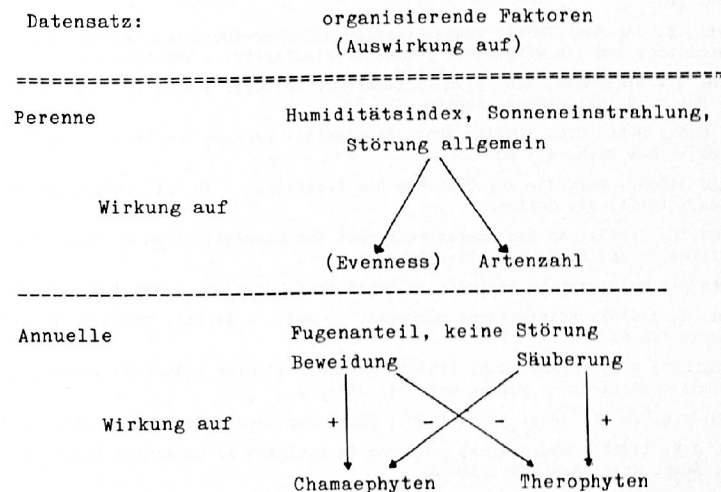 Datensatz: organisierende Faktoren
(Auswirkung auf)
Perenne Humiditätsindex, Sonneneinstrahlung,
Störung allgemein
Wirkung auf
(Evenness) Artenzahl
Annuelle Fugenanteil, keine Störung
Beweidung Säuberung
Wirkung auf + - - +
Chamaephyten Therophyten